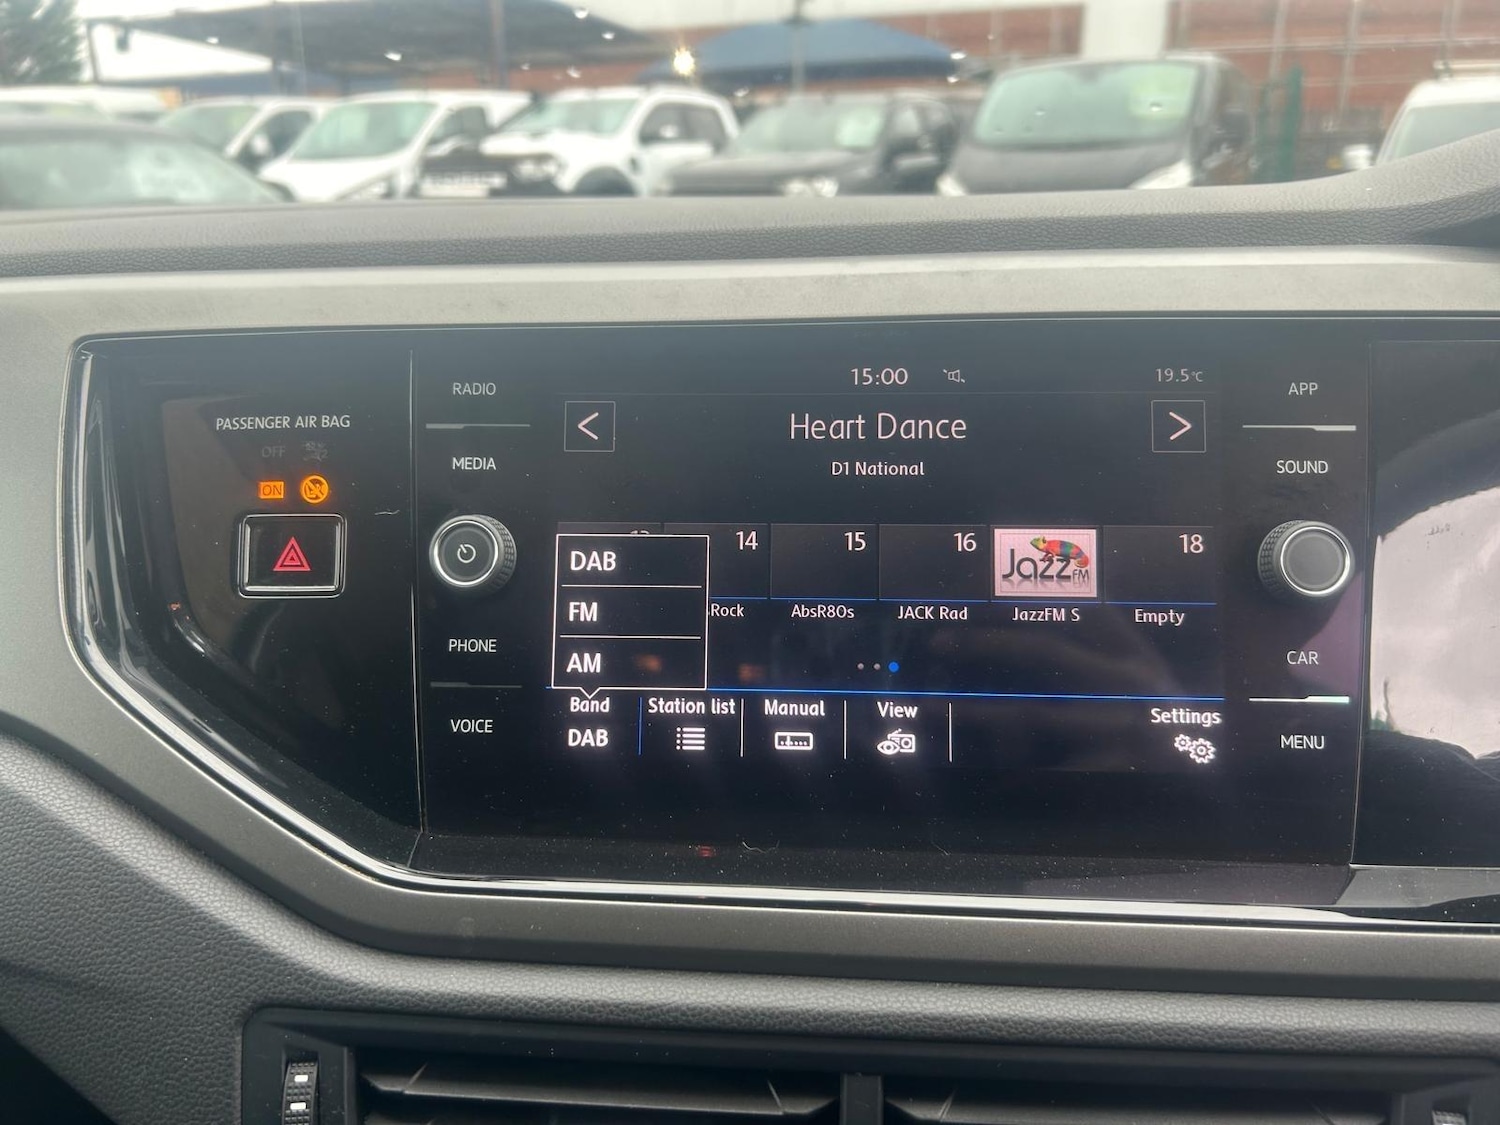 15:00
19.5°C
RADIO
APP
PASSENGER AIR BAG
OFF
ON
Heart Dance
D1 National
MEDIA
SOUND
13
14
15
16
18
DAB
FM
AM
Jazz FM
Rock
AbsR80s
JACK Rad
JazzFM S
Empty
PHONE
CAR
VOICE
MENU
Band
DAB
Station list
Manual
View
Settings